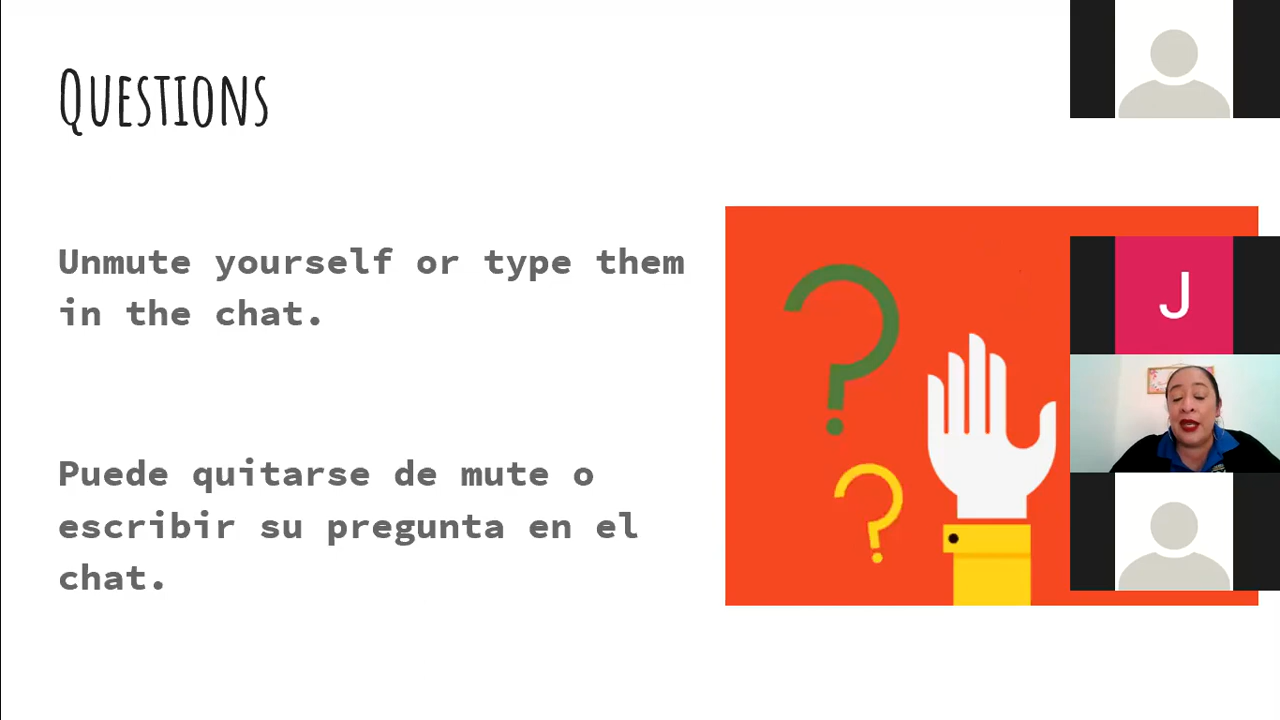 Questions
Unmute yourself or type them
in the chat.
Puede quitarse de mute o
escribir su pregunta en el
chat.
J